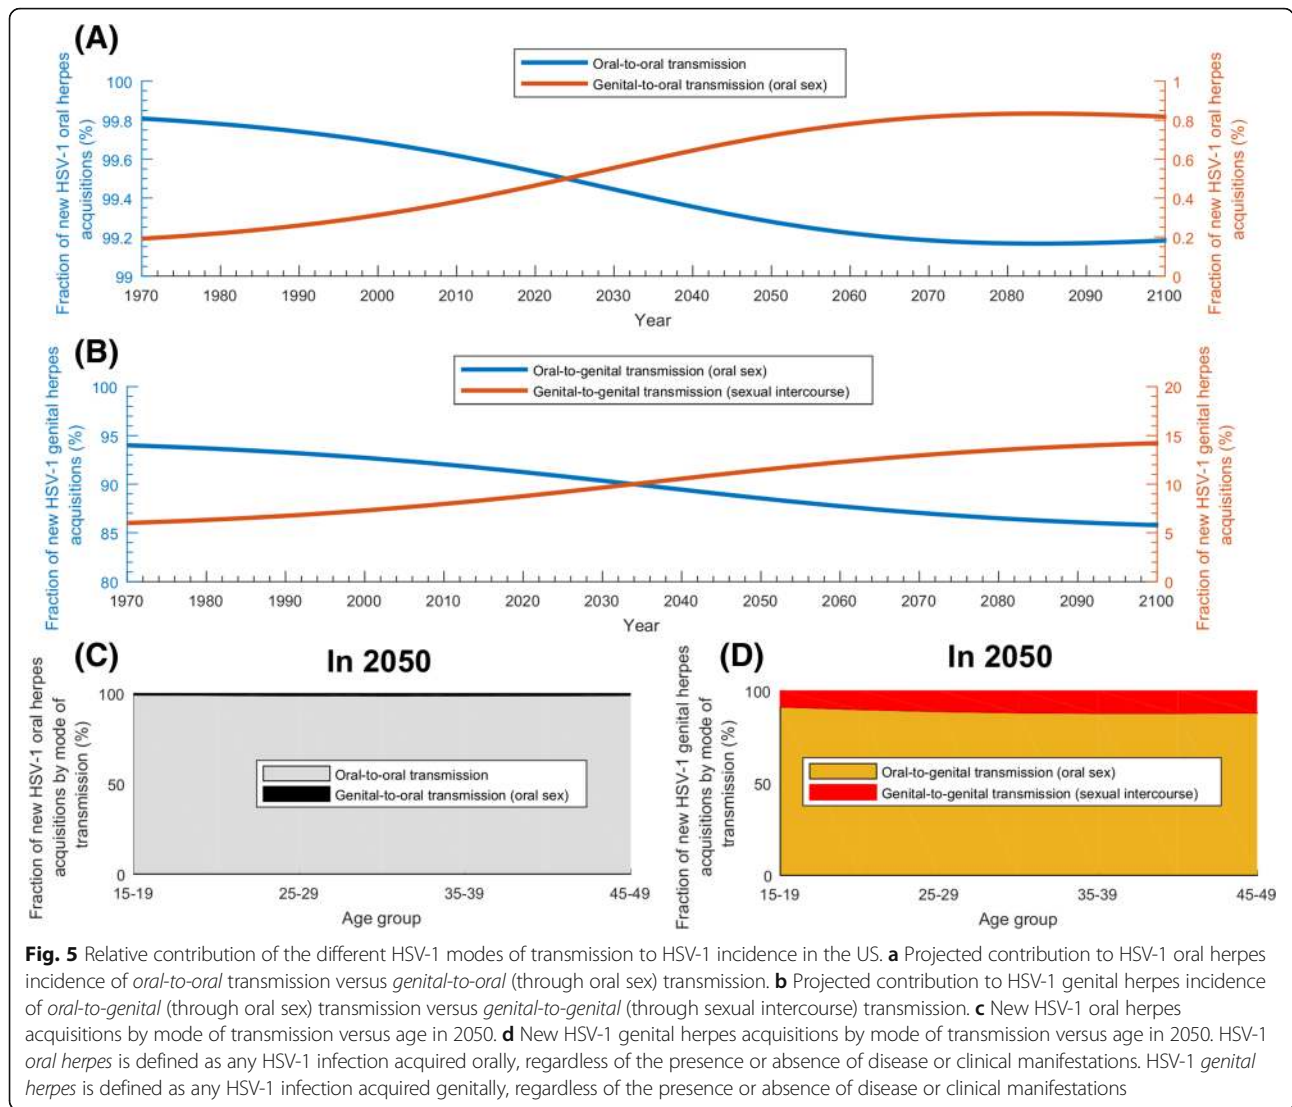 (A)
Oral-to-oral transmission
Genital-to-oral transmission (oral sex)
Fraction of new HSV-1 oral herpes
acquisitions (%)
100
99.8
99.6
99.4
99.2
99
1
0.8
0.6
0.4
0.2
0
Fraction of new HSV-1 oral herpes
acquisitions (%)
1970 1980 1990 2000 2010 2020 2030 2040 2050 2060 2070 2080 2090 2100
Year
(B)
Oral-to-genital transmission (oral sex)
Genital-to-genital transmission (sexual intercourse)
Fraction of new HSV-1 genital herpes
acquisitions (%)
100
95
90
85
80
20
15
10
5
0
Fraction of new HSV-1 genital herpes
acquisitions (%)
1970 1980 1990 2000 2010 2020 2030 2040 2050 2060 2070 2080 2090 2100
Year
(C)
In 2050
Fraction of new HSV-1 oral herpes
acquisitions by mode of
transmission (%)
100
50
0
Oral-to-oral transmission
Genital-to-oral transmission (oral sex)
15-19 25-29 35-39 45-49
Age group
(D)
In 2050
Fraction of new HSV-1 genital herpes
acquisitions by mode of
transmission (%)
100
50
0
Oral-to-genital transmission (oral sex)
Genital-to-genital transmission (sexual intercourse)
15-19 25-29 35-39 45-49
Age group
Fig. 5 Relative contribution of the different HSV-1 modes of transmission to HSV-1 incidence in the US. a Projected contribution to HSV-1 oral herpes
incidence of oral-to-oral transmission versus genital-to-oral (through oral sex) transmission. b Projected contribution to HSV-1 genital herpes incidence
of oral-to-genital (through oral sex) transmission versus genital-to-genital (through sexual intercourse) transmission. c New HSV-1 oral herpes
acquisitions by mode of transmission versus age in 2050. d New HSV-1 genital herpes acquisitions by mode of transmission versus age in 2050. HSV-1
oral herpes is defined as any HSV-1 infection acquired orally, regardless of the presence or absence of disease or clinical manifestations. HSV-1 genital
herpes is defined as any HSV-1 infection acquired genitally, regardless of the presence or absence of disease or clinical manifestations